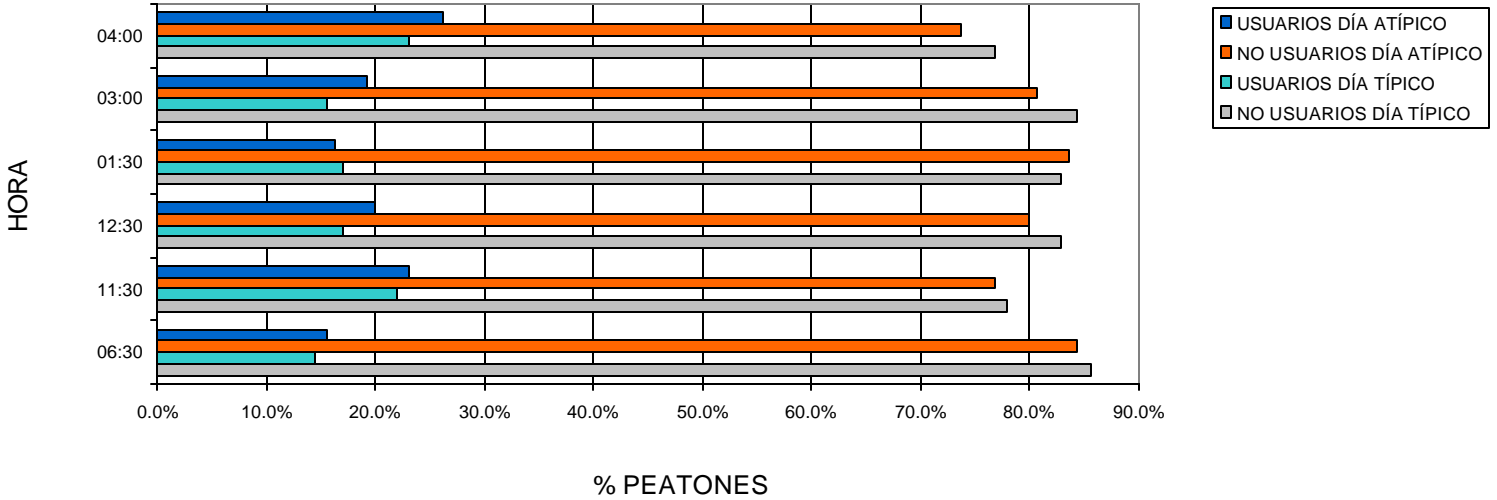 04:00
03:00
01:30
12:30
11:30
06:30
HORA
0.0% 10.0% 20.0% 30.0% 40.0% 50.0% 60.0% 70.0% 80.0% 90.0%
% PEATONES
USUARIOS DÍA ATÍPICO
NO USUARIOS DÍA ATÍPICO
USUARIOS DÍA TÍPICO
NO USUARIOS DÍA TÍPICO